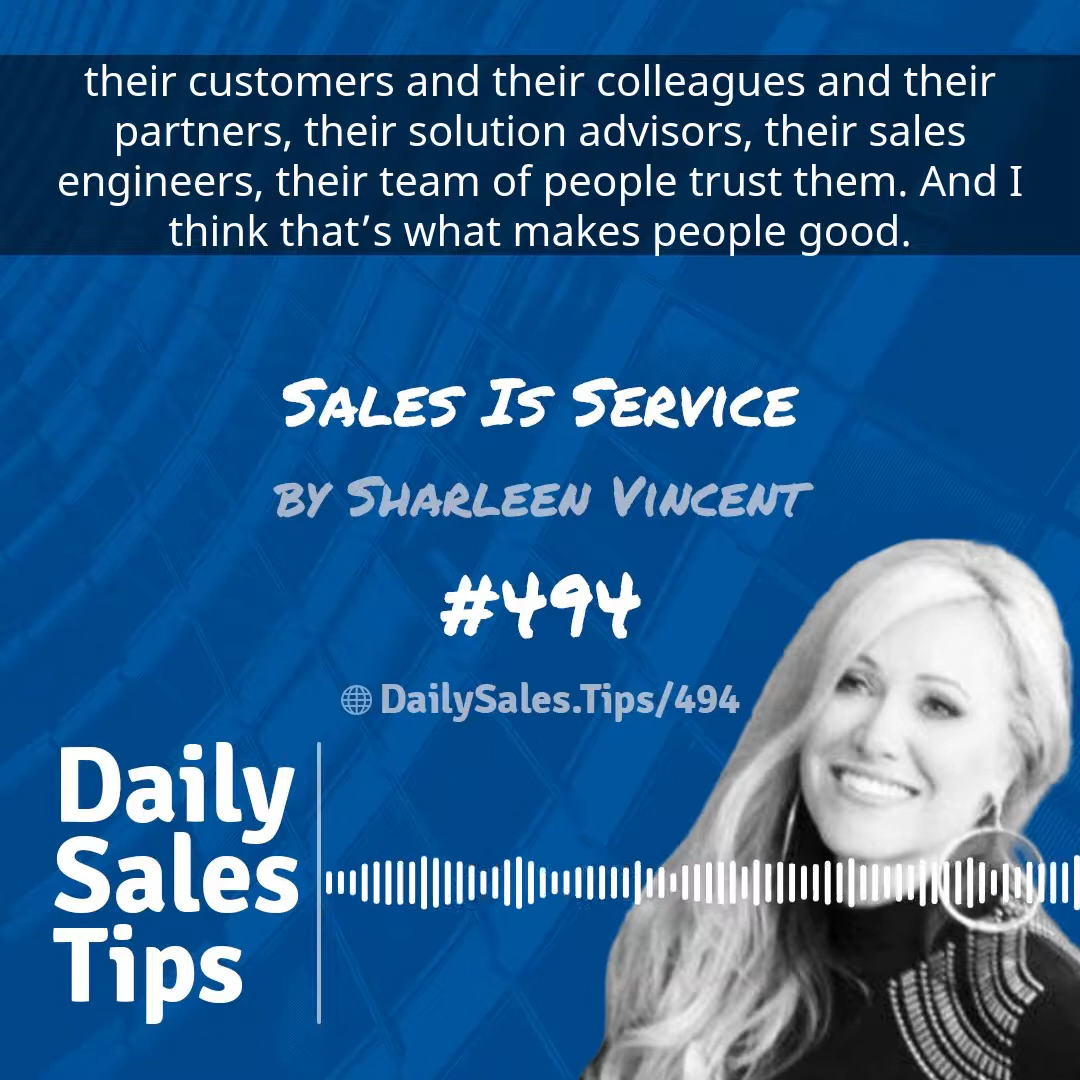 their customers and their colleagues and their
partners, their solution advisors, their sales
engineers, their team of people trust them. And I
think that’s what makes people good.
Sales Is Service
by Sharleen Vincent
#494
DailySales.Tips/494
Daily
Sales
Tips